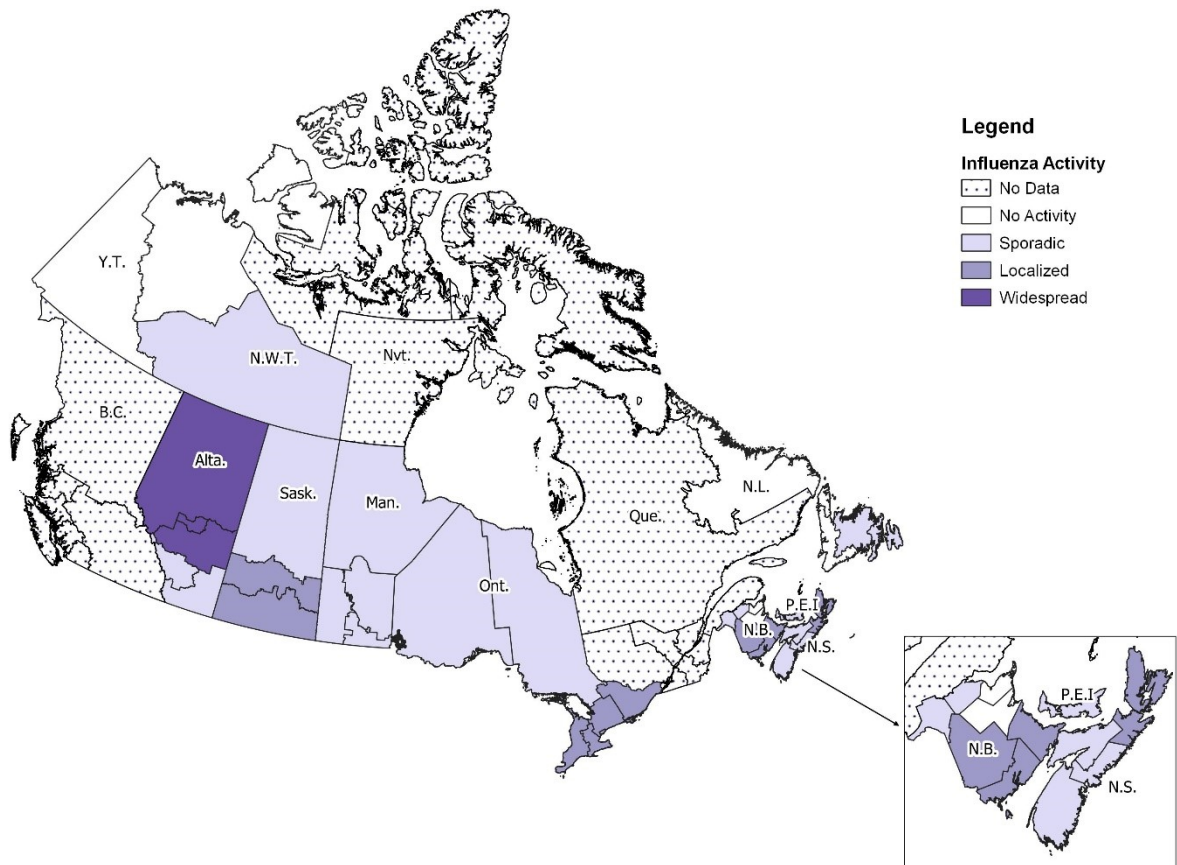 Legend
Influenza Activity
No Data
No Activity
Sporadic
Localized
Widespread
Y.T.
N.W.T.
Nvt.
B.C.
Alta.
Sask.
Man.
Ont.
Que.
N.L.
P.E.I
N.B.
N.S.
P.E.I
N.B.
N.S.